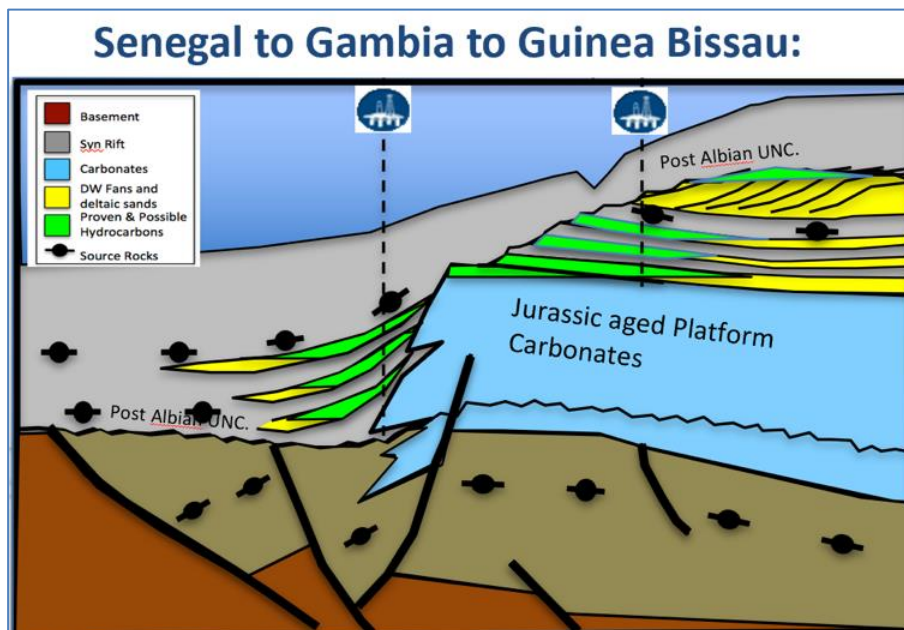 Senegal to Gambia to Guinea Bissau:
Basement
Syn Rift
Carbonates
DW Fans and
deltaic sands
Proven & Possible
Hydrocarbons
Source Rocks
Post Albian UNC.
Jurassic aged Platform
Carbonates
Post Albian UNC.